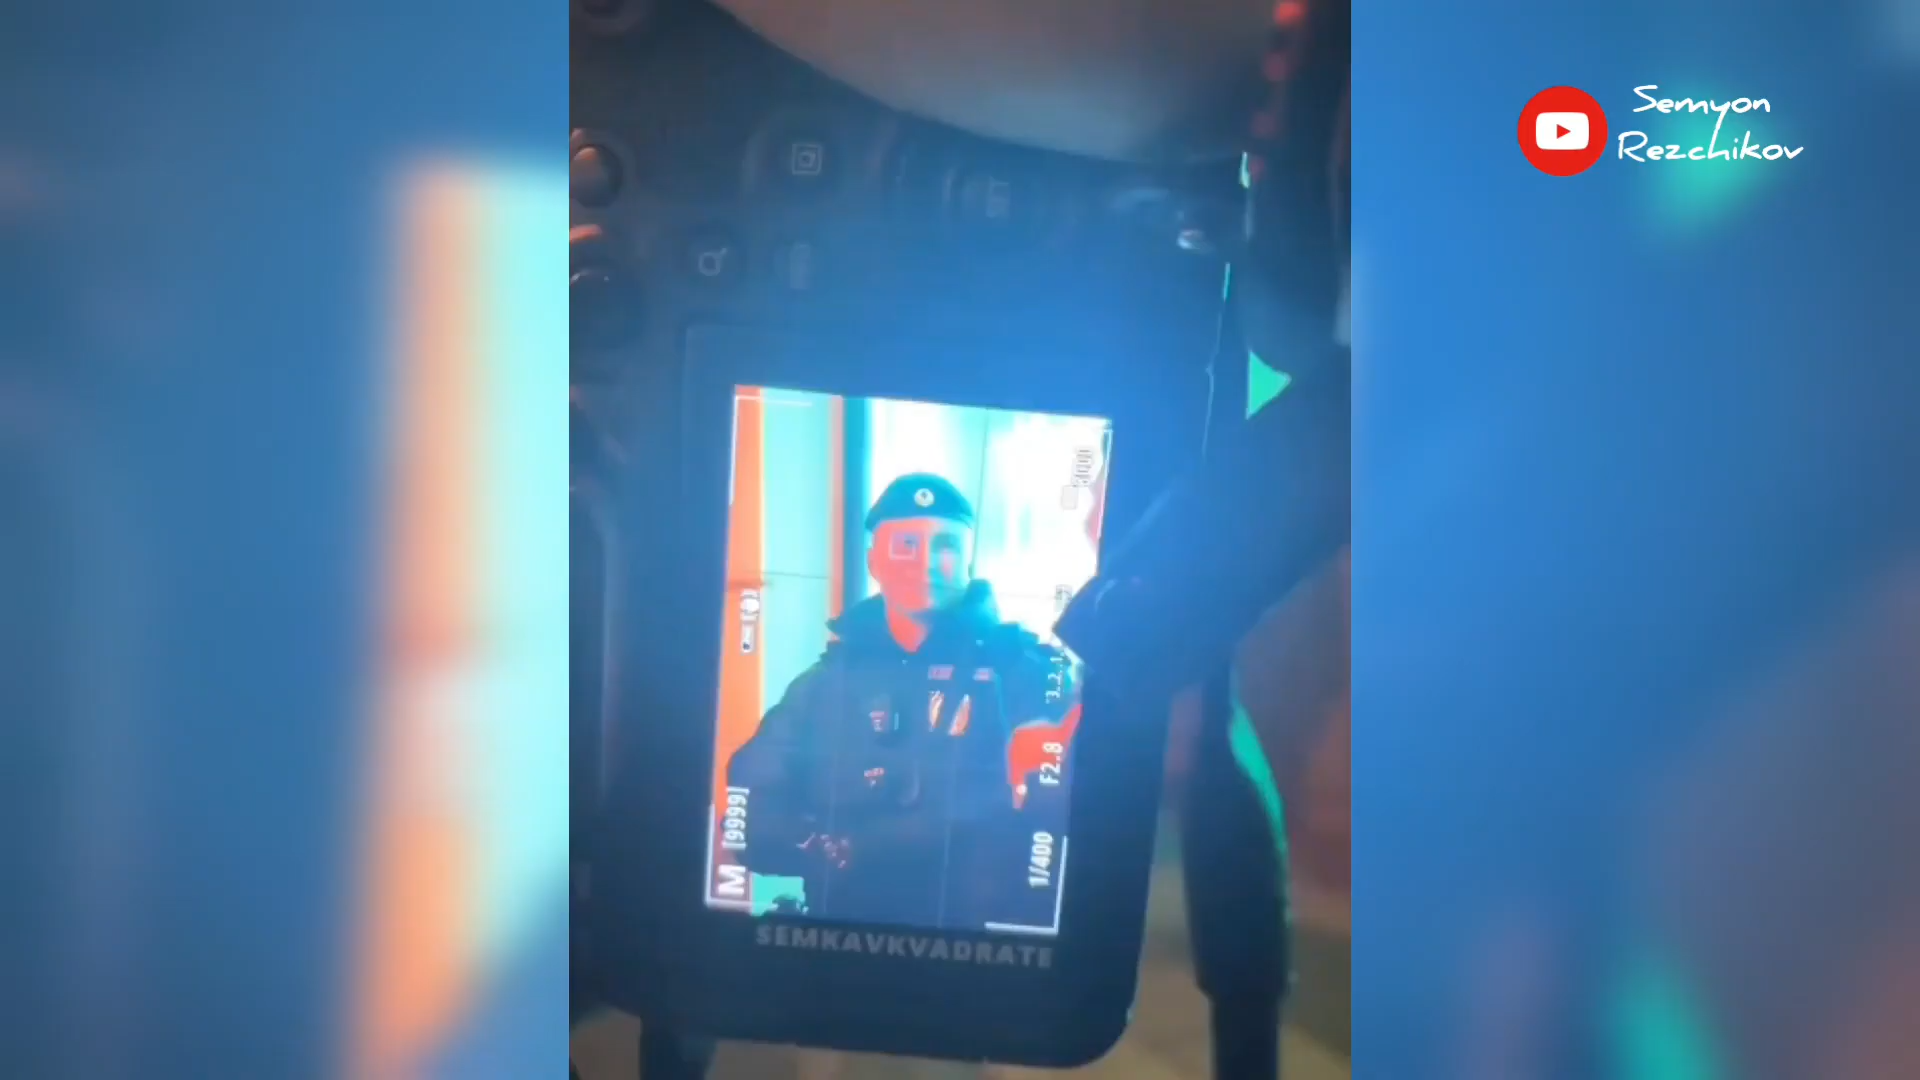 Semyon
Rezchikov
M [9999]
1/400 F2.8
SEMKAVKVADRATE